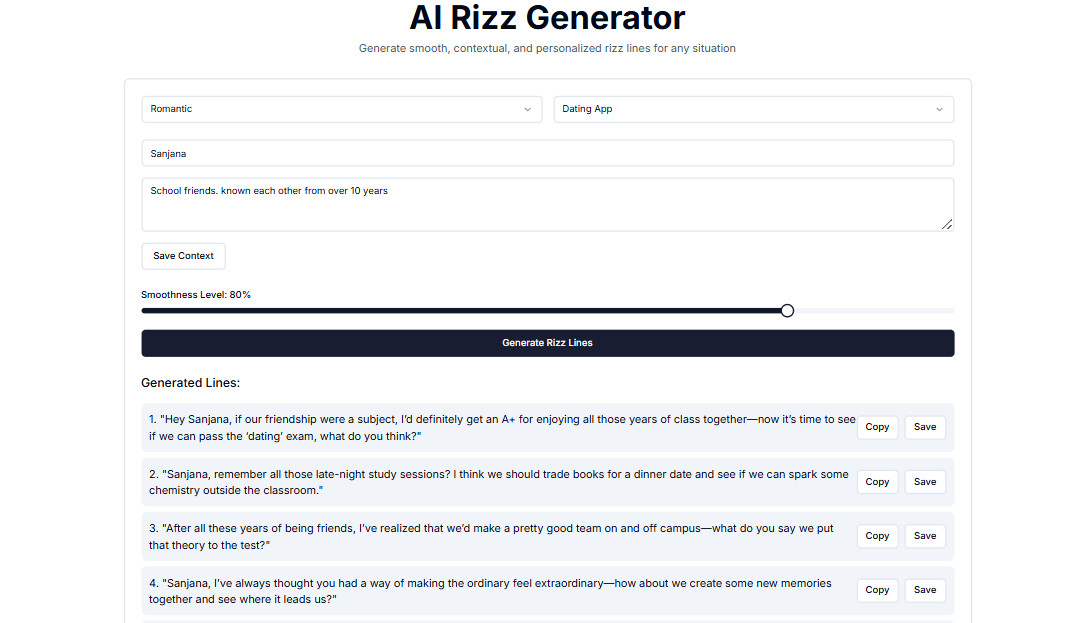 AI Rizz Generator
Generate smooth, contextual, and personalized rizz lines for any situation
Romantic
Dating App
Sanjana
School friends. known each other from over 10 years
Save Context
Smoothness Level: 80%
Generate Rizz Lines
Generated Lines:
1. "Hey Sanjana, if our friendship were a subject, I’d definitely get an A+ for enjoying all those years of class together—now it’s time to see
if we can pass the ‘dating’ exam, what do you think?"
Copy
Save
2. "Sanjana, remember all those late-night study sessions? I think we should trade books for a dinner date and see if we can spark some
chemistry outside the classroom."
Copy
Save
3. "After all these years of being friends, I’ve realized that we’d make a pretty good team on and off campus—what do you say we put
that theory to the test?"
Copy
Save
4. "Sanjana, I’ve always thought you had a way of making the ordinary feel extraordinary—how about we create some new memories
together and see where it leads us?"
Copy
Save